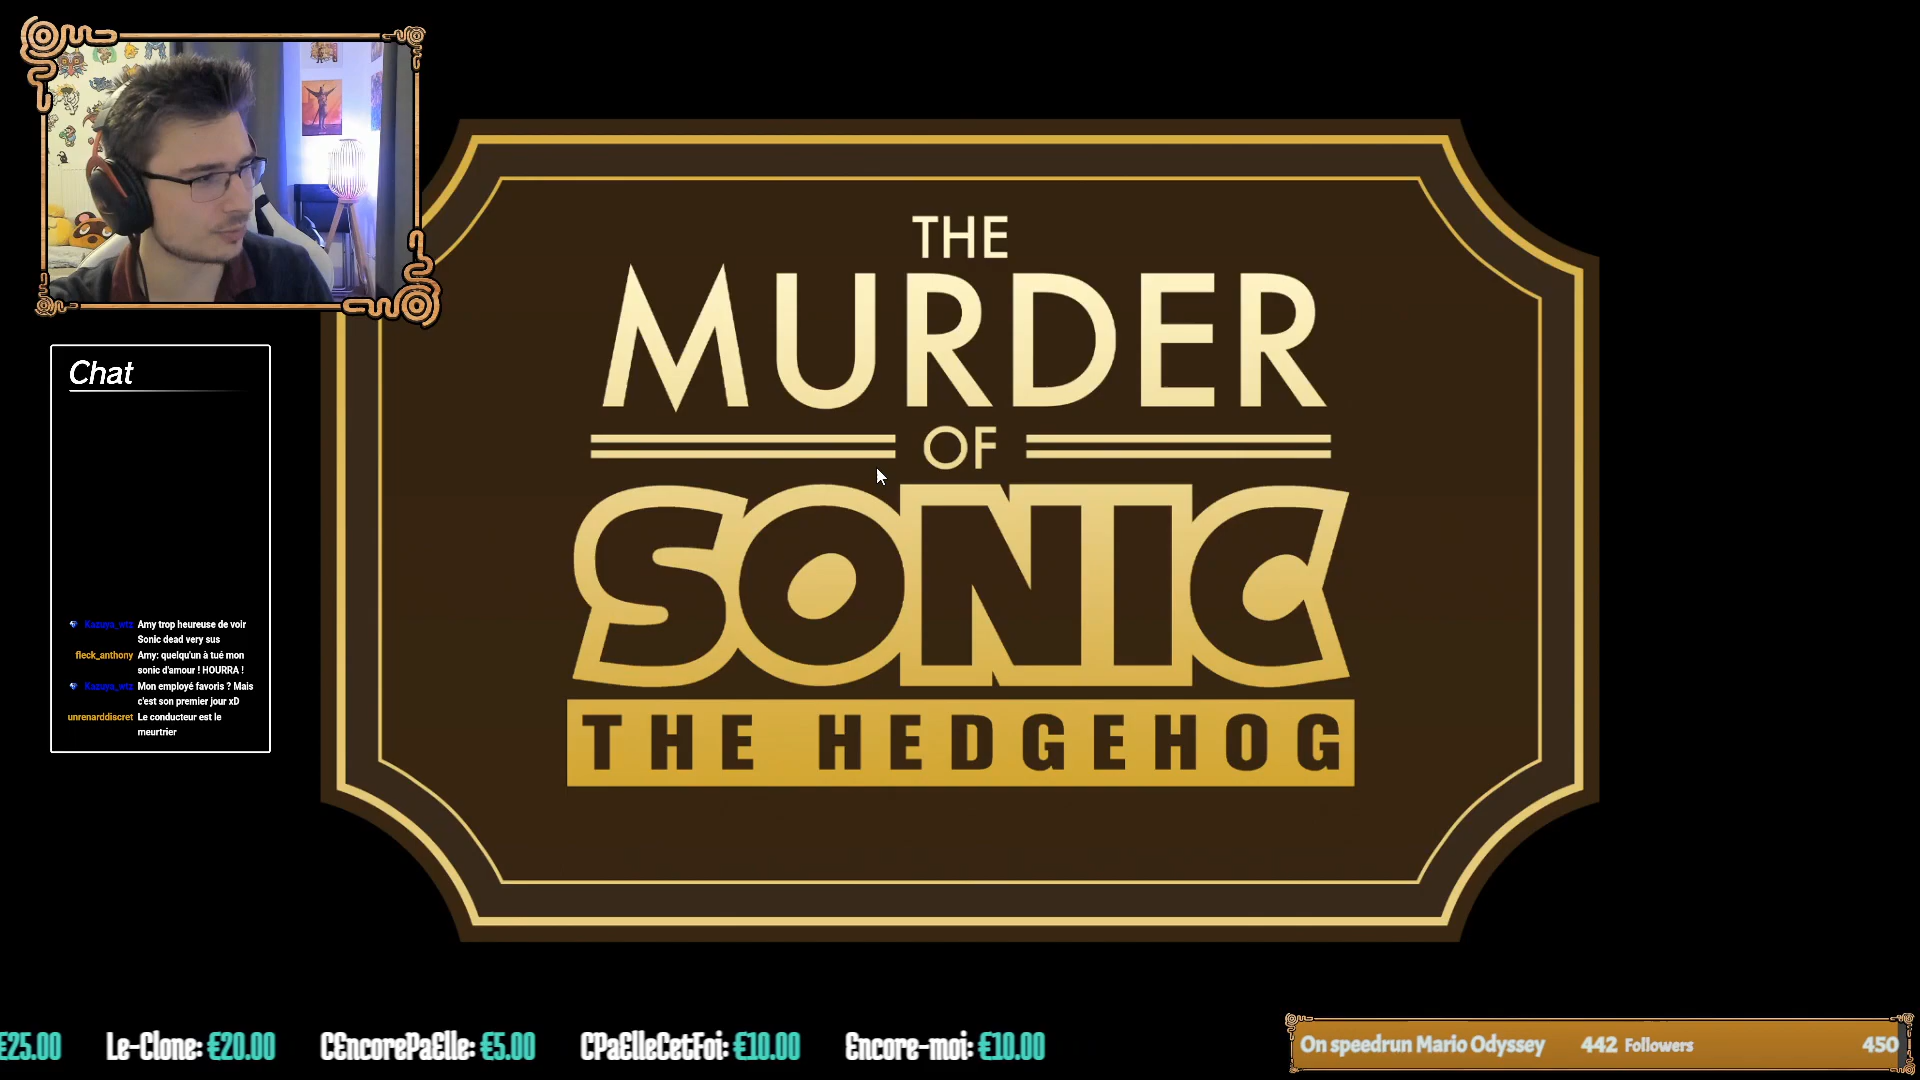 THE
MURDER
OF
SONIC
THE HEDGEHOG
Chat
Kazuya_wtz Amy trop heureuse de voir
Sonic dead very sus
fleck_anthony Amy: quelqu'un à tué mon
sonic d'amour ! HOURRA !
Kazuya_wtz Mon employé favoris ? Mais
c'est son premier jour xD
unrenarddiscret Le conducteur est le
meurtrier
€25.00 Le-Clone: €20.00 CEncorePaElle: €5.00 CPaElleCetFoi: €10.00 Encore-moi: €10.00
On speedrun Mario Odyssey 442 Followers 450